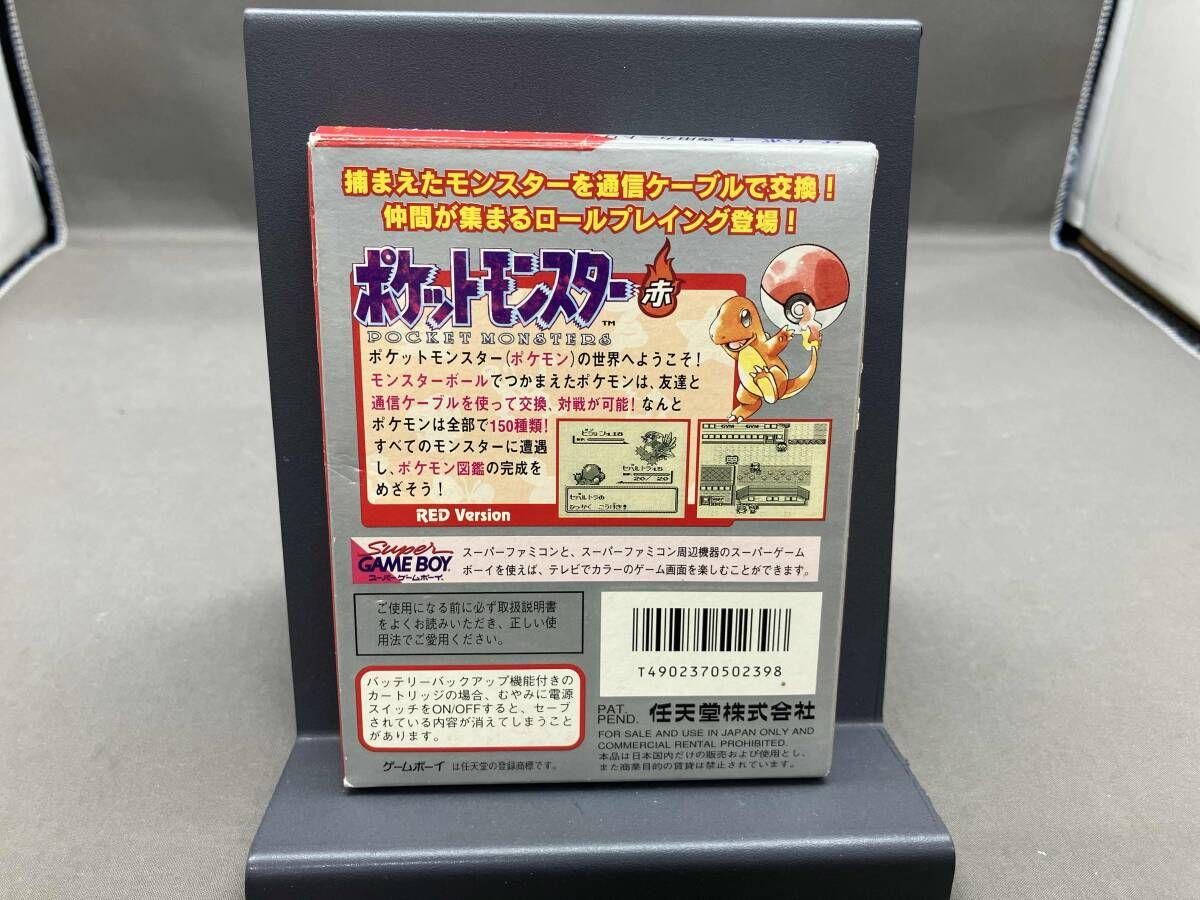 捕まえたモンスターを通信ケーブルで交換!
仲間が集まるロールプレイング登場!
ポケットモンスター 赤
TM
POCKET MONSTERS
ポケットモンスター(ポケモン)の世界へようこそ!
モンスターボールでつかまえたポケモンは、友達と
通信ケーブルを使って交換、対戦が可能! なんと
ポケモンは全部で150種類!
すべてのモンスターに遭遇
し、ポケモン図鑑の完成を
めざそう!
RED Version
20/ 20
GYM
GYM
Super
GAME BOY
スーパーゲームボーイ
スーパーファミコンと、スーパーファミコン周辺機器のスーパーゲーム
ボーイを使えば、テレビでカラーのゲーム画面を楽しむことができます。
ご使用になる前に必ず取扱説明書
をよくお読みいただき、正しい使
用法でご愛用ください。
T4902370502398
バッテリーバックアップ機能付きの
カートリッジの場合、むやみに電源
スイッチをON/OFFすると、セーブ
されている内容が消えてしまうこと
があります。
PAT.
PEND. 任天堂株式会社
FOR SALE AND USE IN JAPAN ONLY AND
COMMERCIAL RENTAL PROHIBITED.
本品は日本国内だけの販売および使用とし、
また商業目的の賃貸は禁止されています。
ゲームボーイ は任天堂の登録商標です。